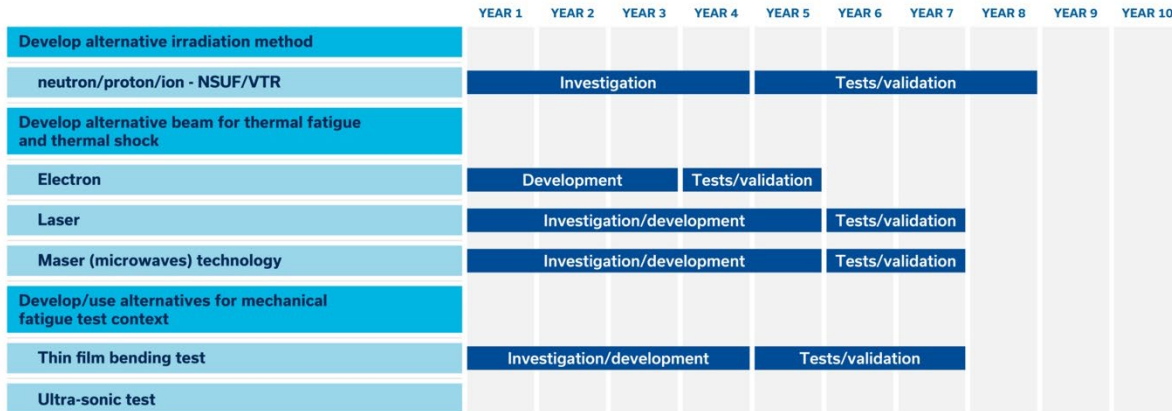 YEAR 1 YEAR 2 YEAR 3 YEAR 4 YEAR 5 YEAR 6 YEAR 7 YEAR 8 YEAR 9 YEAR 10
Develop alternative irradiation method
neutron/proton/ion - NSUF/VTR Investigation Tests/validation
Develop alternative beam for thermal fatigue
and thermal shock
Electron Development Tests/validation
Laser Investigation/development Tests/validation
Maser (microwaves) technology Investigation/development Tests/validation
Develop/use alternatives for mechanical
fatigue test context
Thin film bending test Investigation/development Tests/validation
Ultra-sonic test